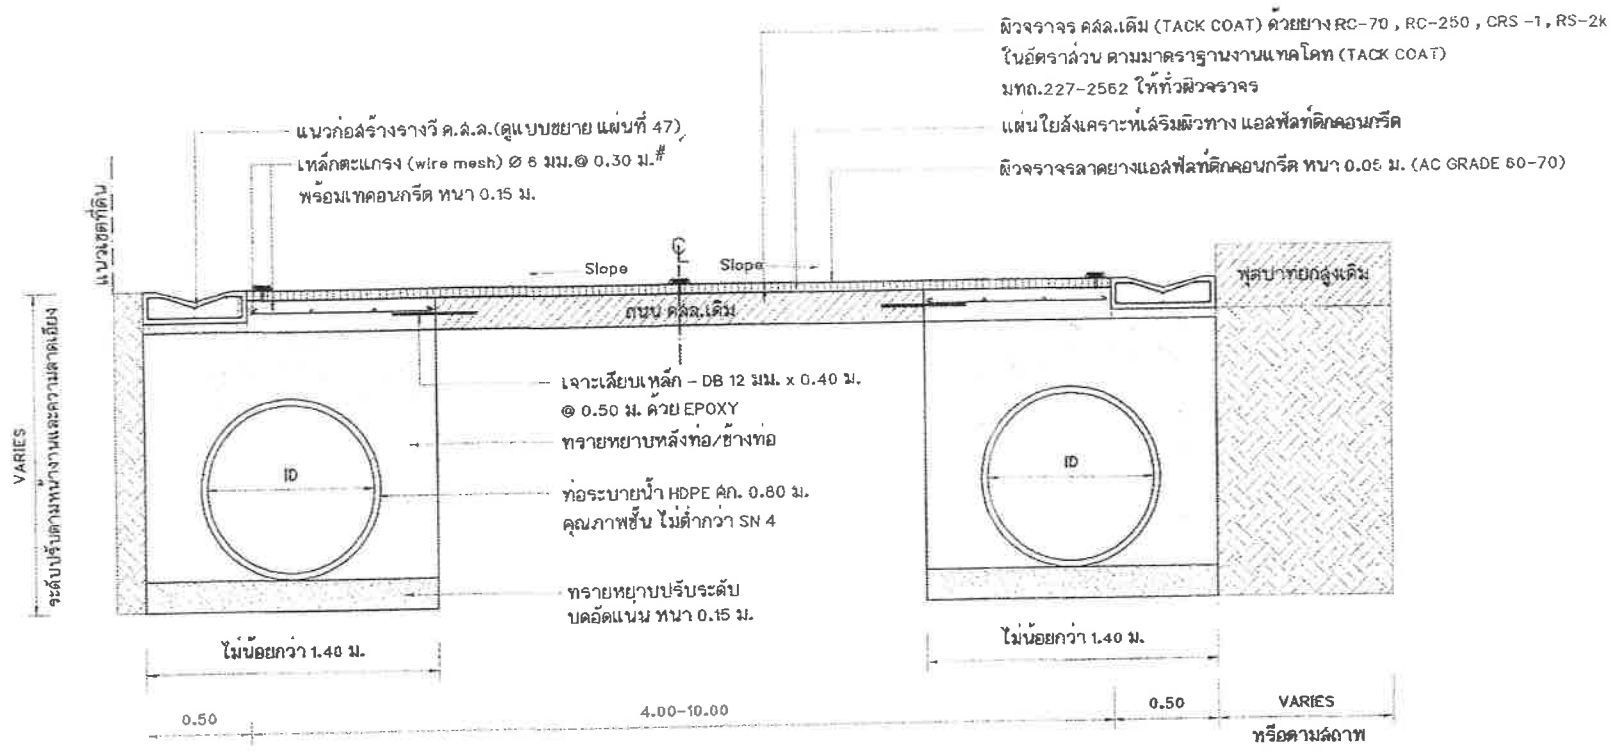 ผิวจราจร คสล.เดิม (TACK COAT) ด้วยยาง RC-70 , RC-250 , CRS -1 , RS-2k
ในอัตราส่วน ตามมาตราฐานงานแทคโคท (TACK COAT)
มทถ.227-2562 ให้ทั่วผิวจราจร
แผ่นใยสังเคราะห์เสริมผิวทาง แอสฟัลท์ติกคอนกรีต
ผิวจราจรลาดยางแอสฟัลท์ติกคอนกรีต หนา 0.05 ม. (AC GRADE 60-70)
แนวก่อสร้างรางวี ค.ส.ล.(ดูแบบขยาย แผ่นที่ 47)
เหล็กตะแกรง (wire mesh) Ø 6 มม.@ 0.30 ม.#
พร้อมเทคอนกรีต หนา 0.15 ม.
แนวเขตที่ดิน
Slope
Slope
พุตบาทยกสูงเดิม
ถนน คสล.เดิม
เจาะเสียบเหล็ก - DB 12 มม. x 0.40 ม.
@ 0.50 ม. ด้วย EPOXY
ทรายหยาบหลังท่อ/ข้างท่อ
ID
ID
ท่อระบายน้ำ HDPE ศก. 0.80 ม.
คุณภาพชั้น ไม่ต่ำกว่า SN 4
ทรายหยาบปรับระดับ
บดอัดแน่น หนา 0.15 ม.
VARIES
ระดับปรับตามหน้างานและความลาดเอียง
ไม่น้อยกว่า 1.40 ม.
ไม่น้อยกว่า 1.40 ม.
0.50
4.00-10.00
0.50
VARIES
หรือตามสภาพ